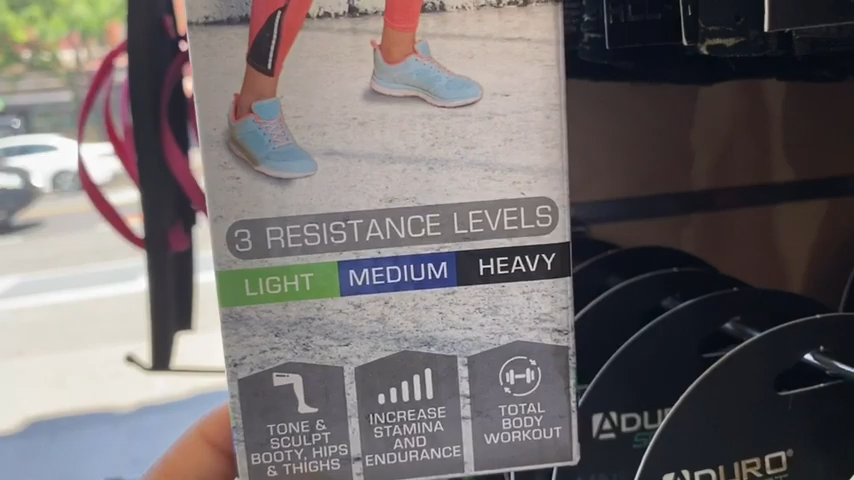 3 RESISTANCE LEVELS
LIGHT MEDIUM HEAVY
TONE &
SCULPT
BOOTY, HIPS
& THIGHS
INCREASE
STAMINA
AND
ENDURANCE
TOTAL
BODY
WORKOUT
ADURO